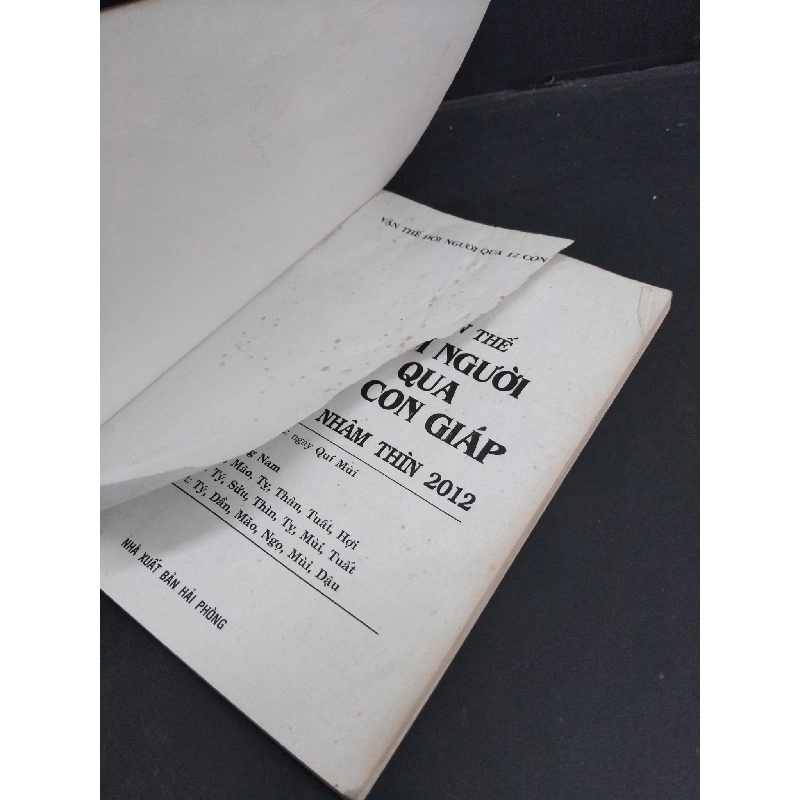 VẬN THẾ ĐỜI NGƯỜI QUA 12 CON
THẾ
NGƯỜI
QUA
CON GIÁP
NHÂM THÌN 2012
ngày Quí Mùi
Nam
Mão, Tỵ, Thân, Tuất, Hợi
Tý, Sửu, Thìn, Tỵ, Mùi, Tuất
Tý, Dần, Mão, Ngọ, Mùi, Dậu
NHÀ XUẤT BẢN HẢI PHÒNG